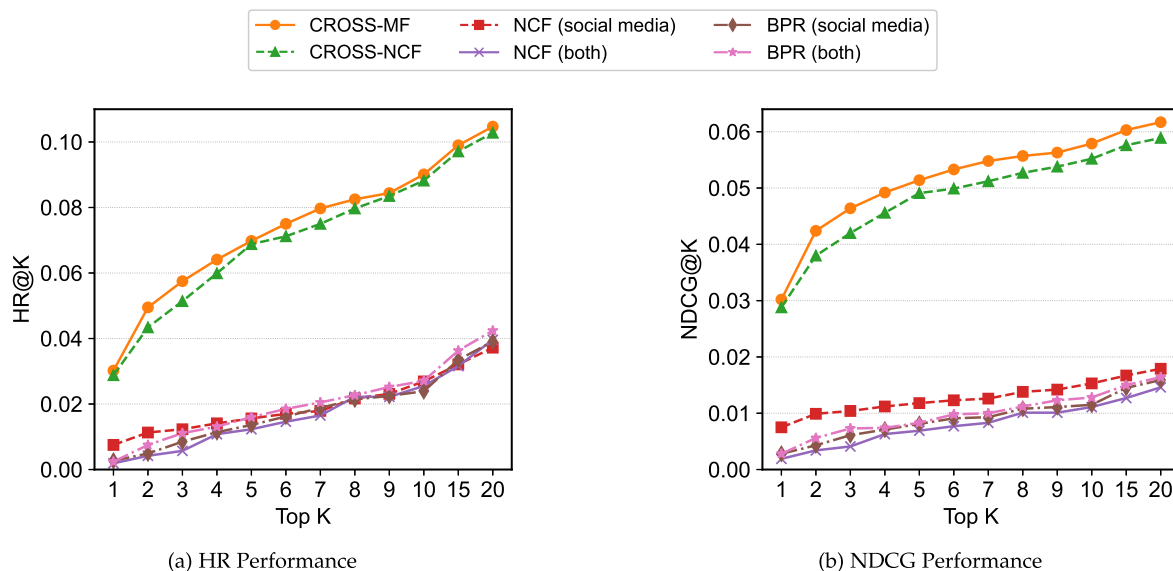 CROSS-MF NCF (social media) BPR (social media)
CROSS-NCF NCF (both) BPR (both)
HR@K
0.10
0.08
0.06
0.04
0.02
0.00
1 2 3 4 5 6 7 8 9 10 15 20
Top K
(a) HR Performance
NDCG@K
0.06
0.05
0.04
0.03
0.02
0.01
0.00
1 2 3 4 5 6 7 8 9 10 15 20
Top K
(b) NDCG Performance